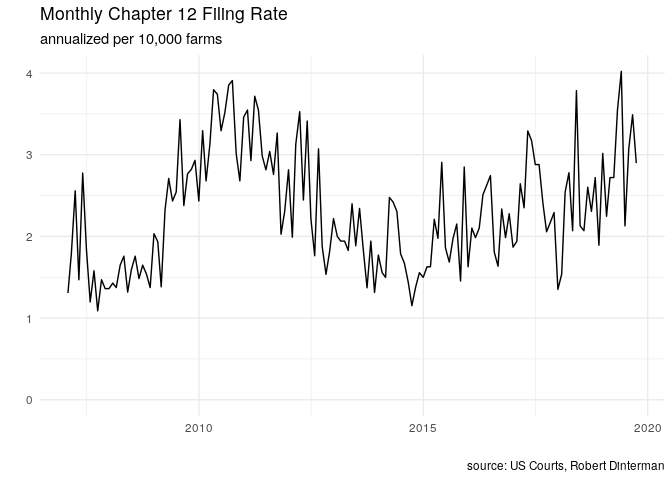 Monthly Chapter 12 Filing Rate
annualized per 10,000 farms
4
3
2
1
0
2010 2015 2020
source: US Courts, Robert Dinterman